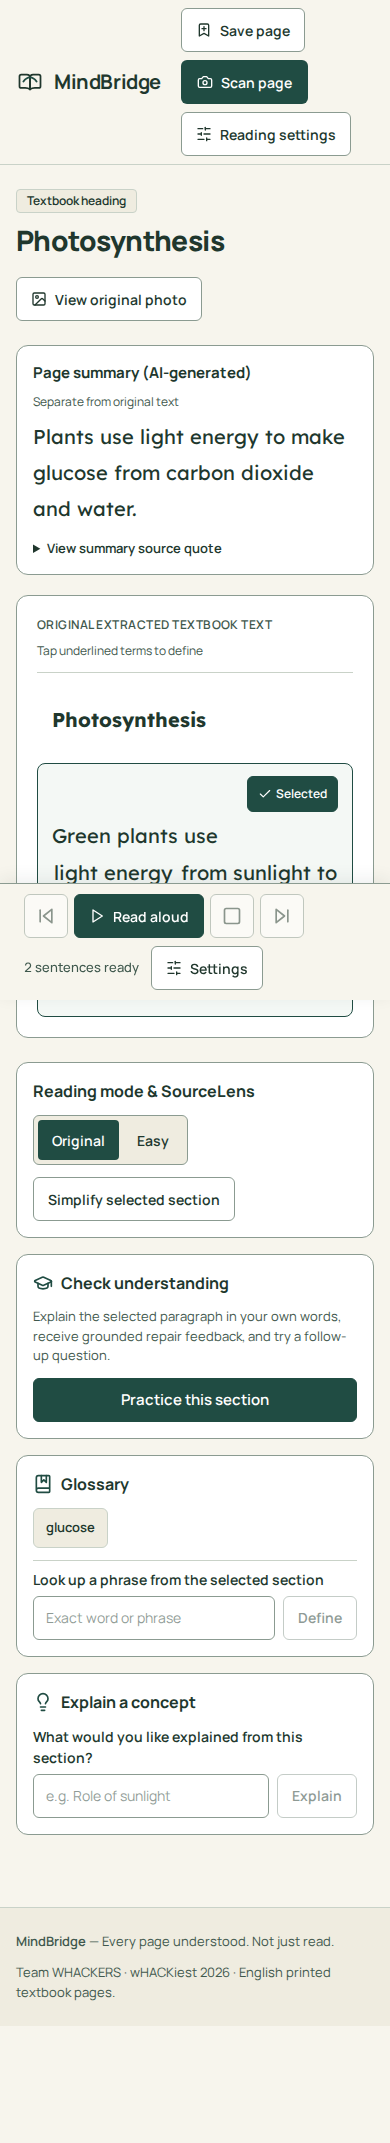 Save page
MindBridge
Scan page
Reading settings
Textbook heading
Photosynthesis
View original photo
Page summary (AI-generated)
Separate from original text
Plants use light energy to make
glucose from carbon dioxide
and water.
View summary source quote
ORIGINAL EXTRACTED TEXTBOOK TEXT
Tap underlined terms to define
Photosynthesis
Selected
Green plants use
light energy from sunlight to
Read aloud
2 sentences ready
Settings
Reading mode & SourceLens
Original
Easy
Simplify selected section
Check understanding
Explain the selected paragraph in your own words,
receive grounded repair feedback, and try a follow-
up question.
Practice this section
Glossary
glucose
Look up a phrase from the selected section
Exact word or phrase
Define
Explain a concept
What would you like explained from this
section?
e.g. Role of sunlight
Explain
MindBridge — Every page understood. Not just read.
Team WHACKERS · wHACKiest 2026 · English printed
textbook pages.